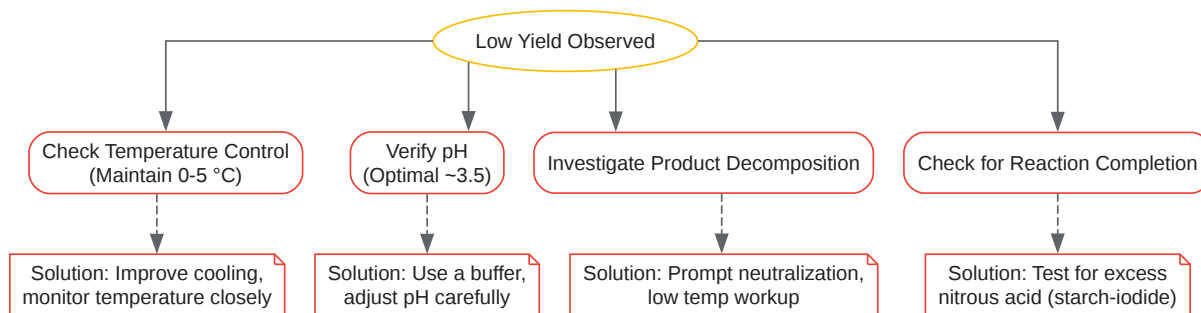 Low Yield Observed
Check Temperature Control
(Maintain 0-5 °C)
Verify pH
(Optimal ~3.5)
Investigate Product Decomposition
Check for Reaction Completion
Solution: Improve cooling,
monitor temperature closely
Solution: Use a buffer,
adjust pH carefully
Solution: Prompt neutralization,
low temp workup
Solution: Test for excess
nitrous acid (starch-iodide)